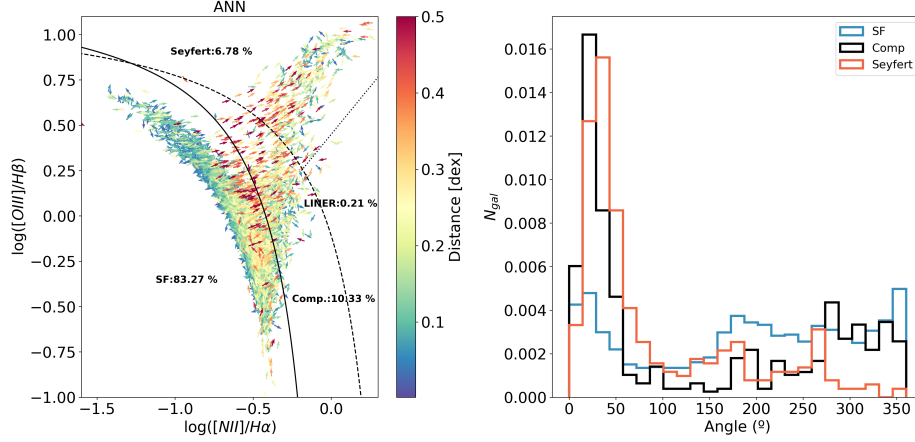 ANN
log([OIII]/Hβ)
1.00
0.75
0.50
0.25
0.00
−0.25
−0.50
−0.75
−1.00
Seyfert:6.78 %
LINER:0.21 %
SF:83.27 %
Comp.:10.33 %
−1.5
−1.0
−0.5
0.0
log([NII]/Hα)
0.5
0.4
0.3
0.2
0.1
Distance [dex]
N_gal
0.016
0.014
0.012
0.010
0.008
0.006
0.004
0.002
0.000
SF
Comp
Seyfert
0
50
100
150
200
250
300
350
Angle (º)